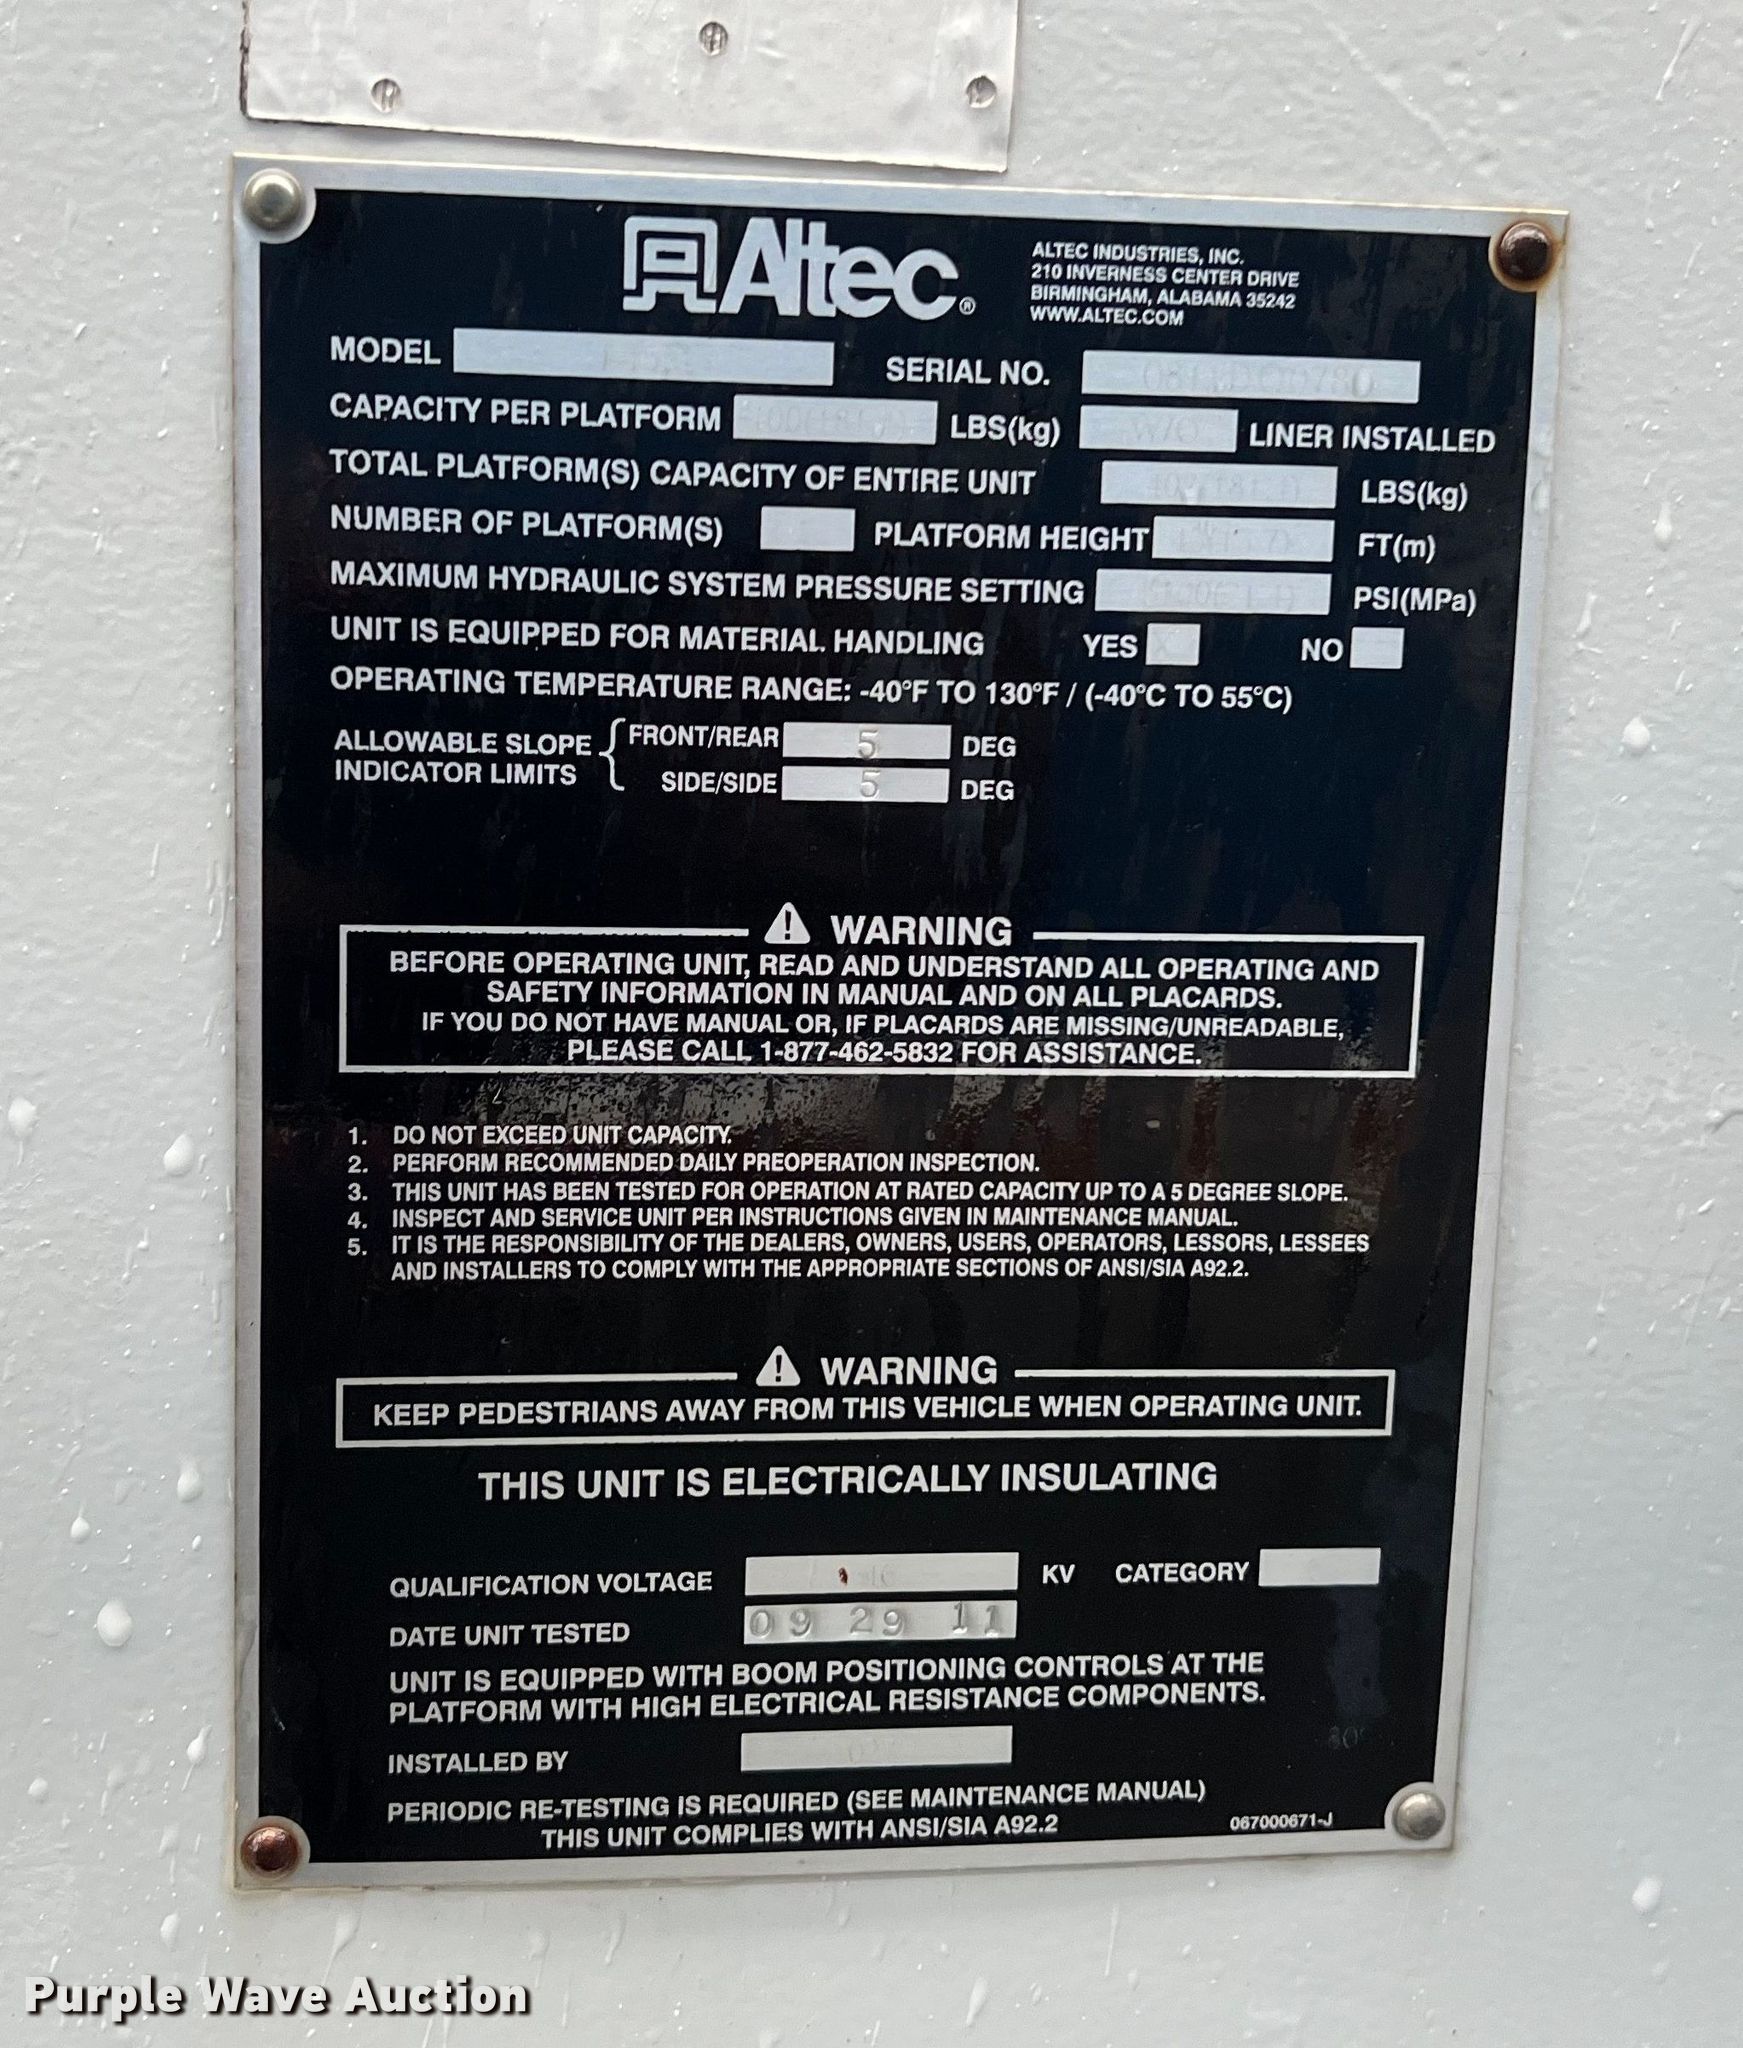 Altec®
ALTEC INDUSTRIES, INC.
210 INVERNESS CENTER DRIVE
BIRMINGHAM, ALABAMA 35242
WWW.ALTEC.COM
MODEL SERIAL NO.
CAPACITY PER PLATFORM LBS(kg) W/O LINER INSTALLED
TOTAL PLATFORM(S) CAPACITY OF ENTIRE UNIT LBS(kg)
NUMBER OF PLATFORM(S) PLATFORM HEIGHT FT(m)
MAXIMUM HYDRAULIC SYSTEM PRESSURE SETTING PSI(MPa)
UNIT IS EQUIPPED FOR MATERIAL HANDLING YES X NO
OPERATING TEMPERATURE RANGE: -40°F TO 130°F / (-40°C TO 55°C)
ALLOWABLE SLOPE INDICATOR LIMITS
FRONT/REAR 5 DEG
SIDE/SIDE 5 DEG
WARNING
BEFORE OPERATING UNIT, READ AND UNDERSTAND ALL OPERATING AND
SAFETY INFORMATION IN MANUAL AND ON ALL PLACARDS.
IF YOU DO NOT HAVE MANUAL OR, IF PLACARDS ARE MISSING/UNREADABLE,
PLEASE CALL 1-877-462-5832 FOR ASSISTANCE.
1. DO NOT EXCEED UNIT CAPACITY.
2. PERFORM RECOMMENDED DAILY PREOPERATION INSPECTION.
3. THIS UNIT HAS BEEN TESTED FOR OPERATION AT RATED CAPACITY UP TO A 5 DEGREE SLOPE.
4. INSPECT AND SERVICE UNIT PER INSTRUCTIONS GIVEN IN MAINTENANCE MANUAL.
5. IT IS THE RESPONSIBILITY OF THE DEALERS, OWNERS, USERS, OPERATORS, LESSORS, LESSEES
AND INSTALLERS TO COMPLY WITH THE APPROPRIATE SECTIONS OF ANSI/SIA A92.2.
WARNING
KEEP PEDESTRIANS AWAY FROM THIS VEHICLE WHEN OPERATING UNIT.
THIS UNIT IS ELECTRICALLY INSULATING
QUALIFICATION VOLTAGE KV CATEGORY
DATE UNIT TESTED 09 29 11
UNIT IS EQUIPPED WITH BOOM POSITIONING CONTROLS AT THE
PLATFORM WITH HIGH ELECTRICAL RESISTANCE COMPONENTS.
INSTALLED BY
PERIODIC RE-TESTING IS REQUIRED (SEE MAINTENANCE MANUAL)
THIS UNIT COMPLIES WITH ANSI/SIA A92.2
067000671-J
Purple Wave Auction